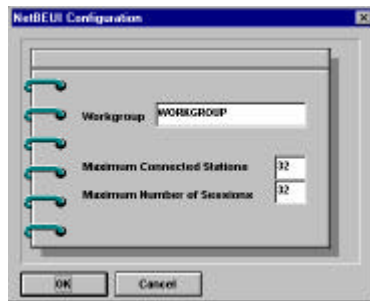 NetBEUI Configuration
Workgroup WORKGROUP
Maximum Connected Stations 32
Maximum Number of Sessions 32
OK Cancel